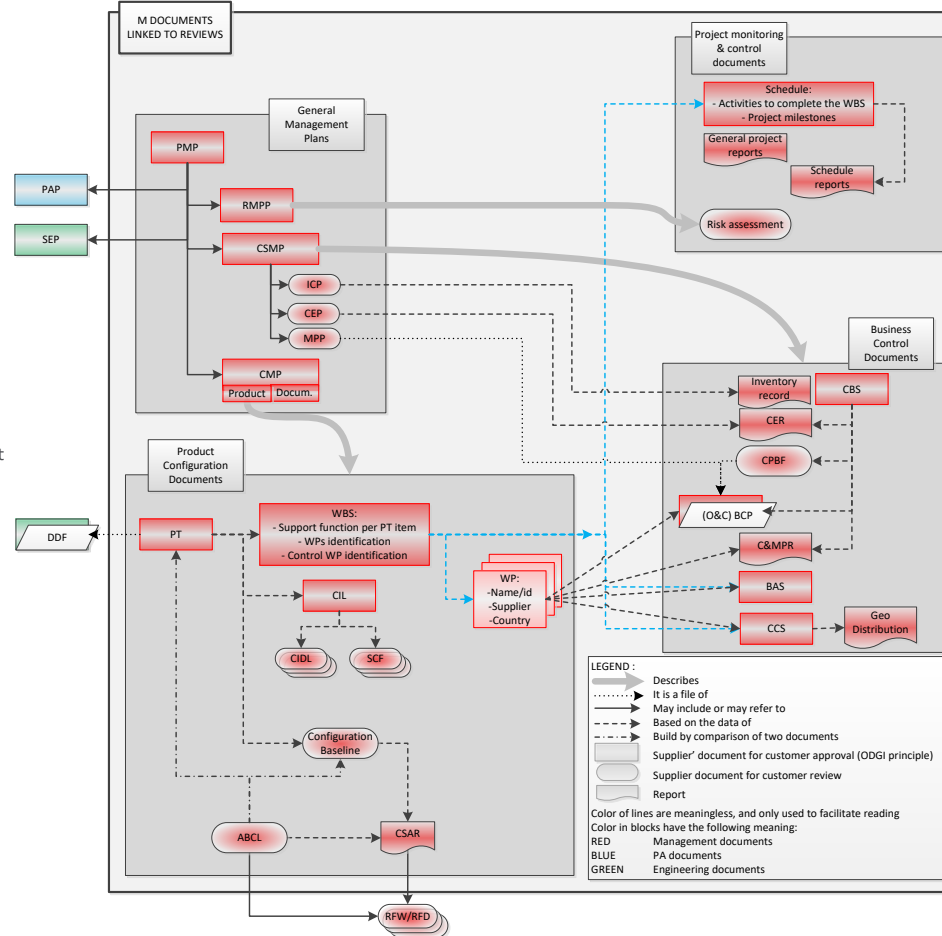 M DOCUMENTS
LINKED TO REVIEWS
Project monitoring
& control
documents
Schedule:
- Activities to complete the WBS
- Project milestones
General project
reports
Schedule
reports
Risk assessment
General
Management
Plans
PMP
PAP
RMPP
SEP
CSMP
ICP
CEP
MPP
CMP
Product
Docum.
Business
Control
Documents
Inventory
record
CBS
CER
CPBF
(O&C) BCP
C&MPR
BAS
CCS
Geo
Distribution
t
Product
Configuration
Documents
DDF
PT
WBS:
- Support function per PT item
- WPs identification
- Control WP identification
WP:
-Name/id
-Supplier
-Country
CIL
CIDL
SCF
Configuration
Baseline
ABCL
CSAR
RFW/RFD
LEGEND :
Describes
It is a file of
May include or may refer to
Based on the data of
Build by comparison of two documents
Supplier' document for customer approval (ODGI principle)
Supplier document for customer review
Report
Color of lines are meaningless, and only used to facilitate reading
Color in blocks have the following meaning:
RED Management documents
BLUE PA documents
GREEN Engineering documents